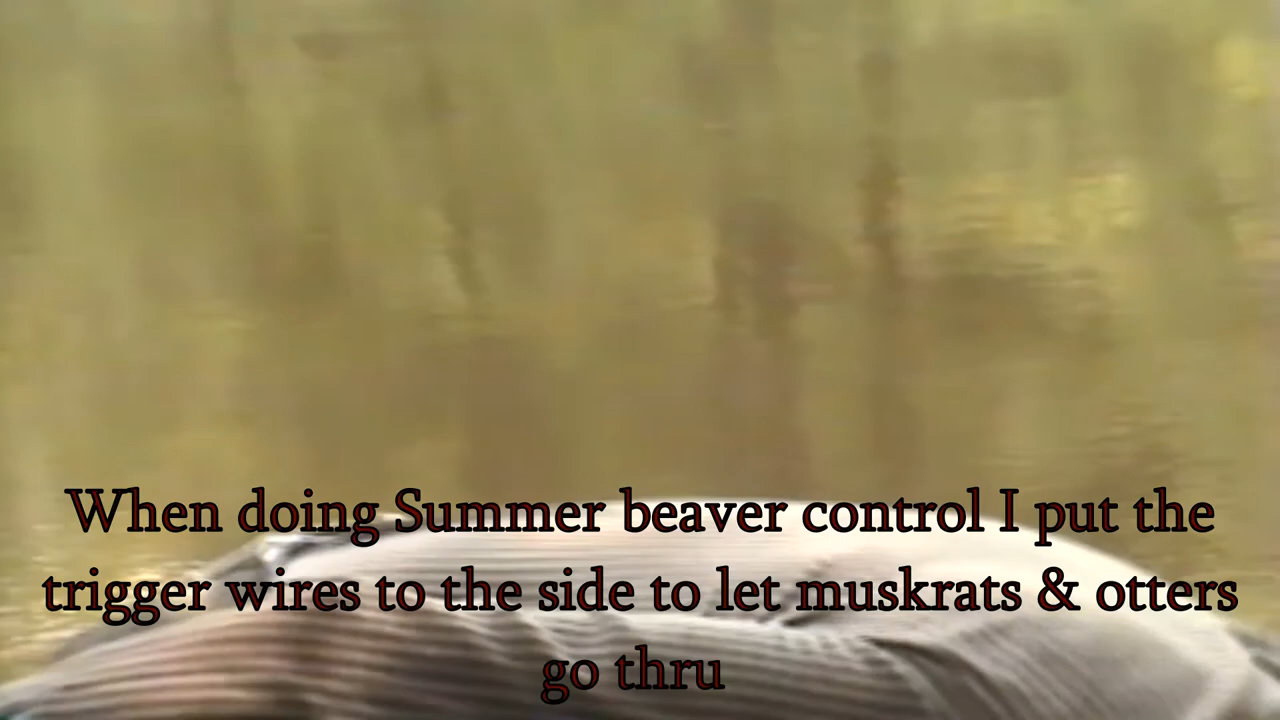 When doing Summer beaver control I put the
trigger wires to the side to let muskrats & otters
go thru